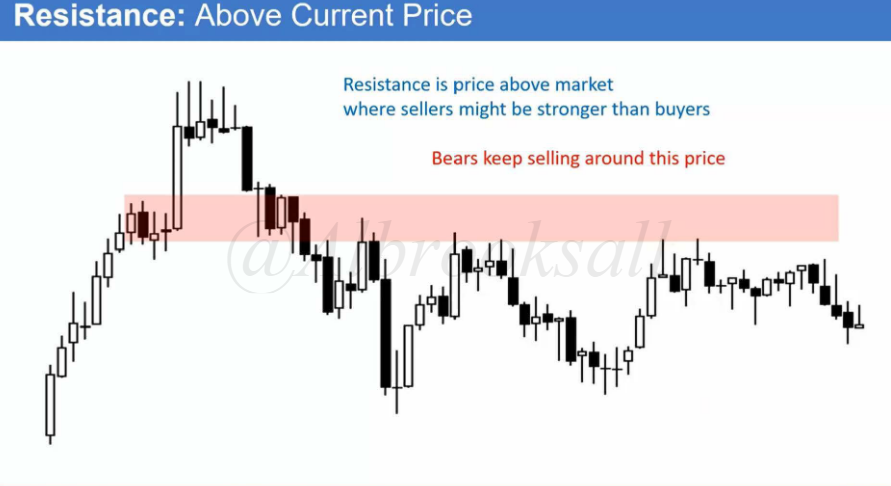 Resistance: Above Current Price
Resistance is price above market
where sellers might be stronger than buyers
Bears keep selling around this price
@Albrooksall